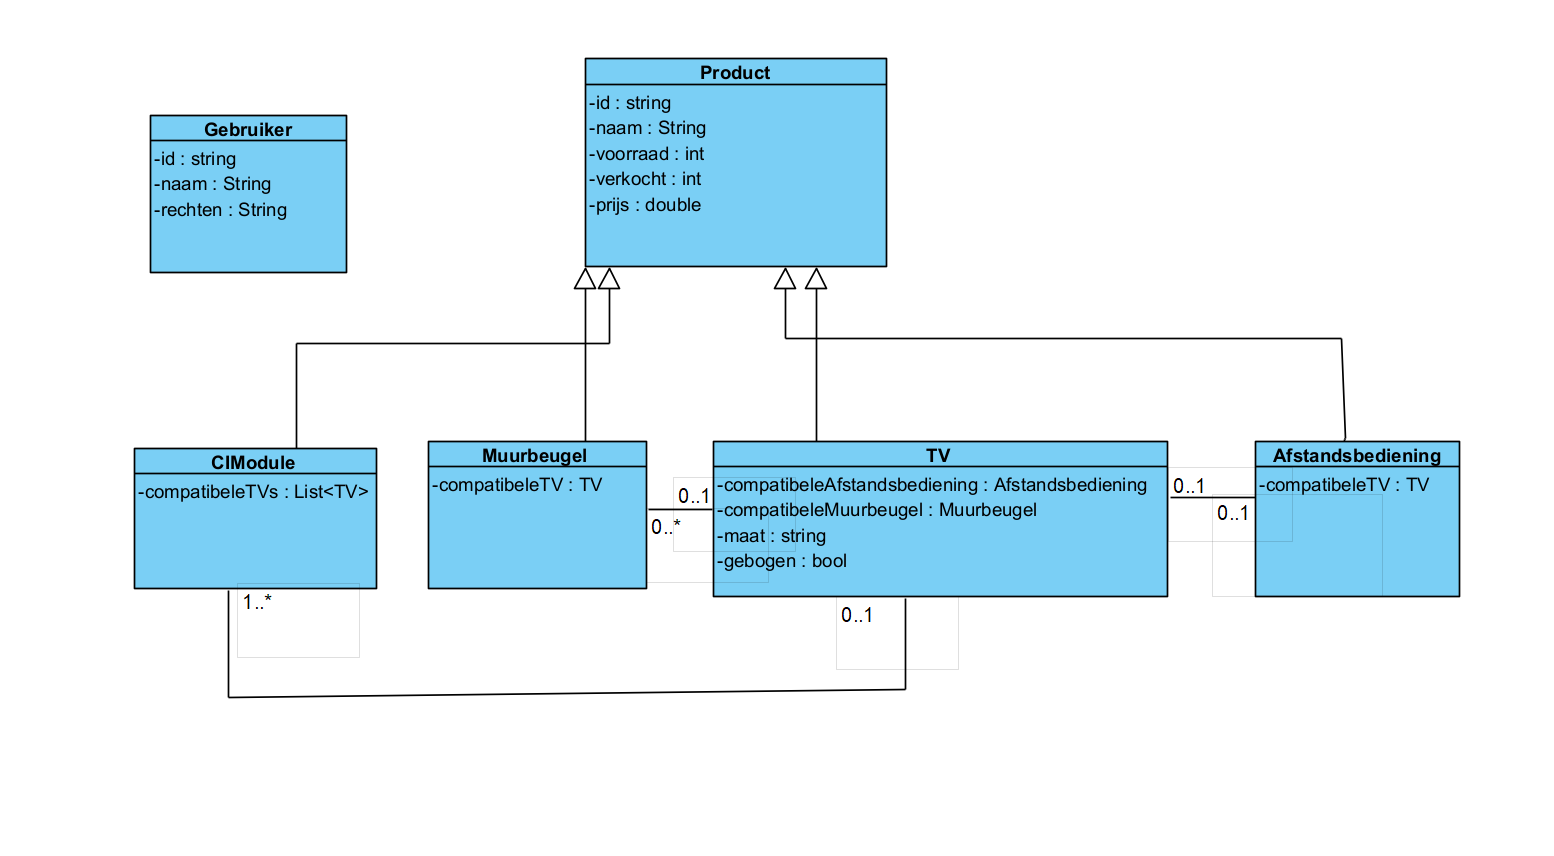 Product
-id : string
-naam : String
-voorraad : int
-verkocht : int
-prijs : double
Gebruiker
-id : string
-naam : String
-rechten : String
CIModule
-compatibeleTVs : List<TV>
1..*
Muurbeugel
-compatibeleTV : TV
0..1
0..*
TV
-compatibeleAfstandsbediening : Afstandsbediening
-compatibeleMuurbeugel : Muurbeugel
-maat : string
-gebogen : bool
0..1
0..1
0..1
Afstandsbediening
-compatibeleTV : TV